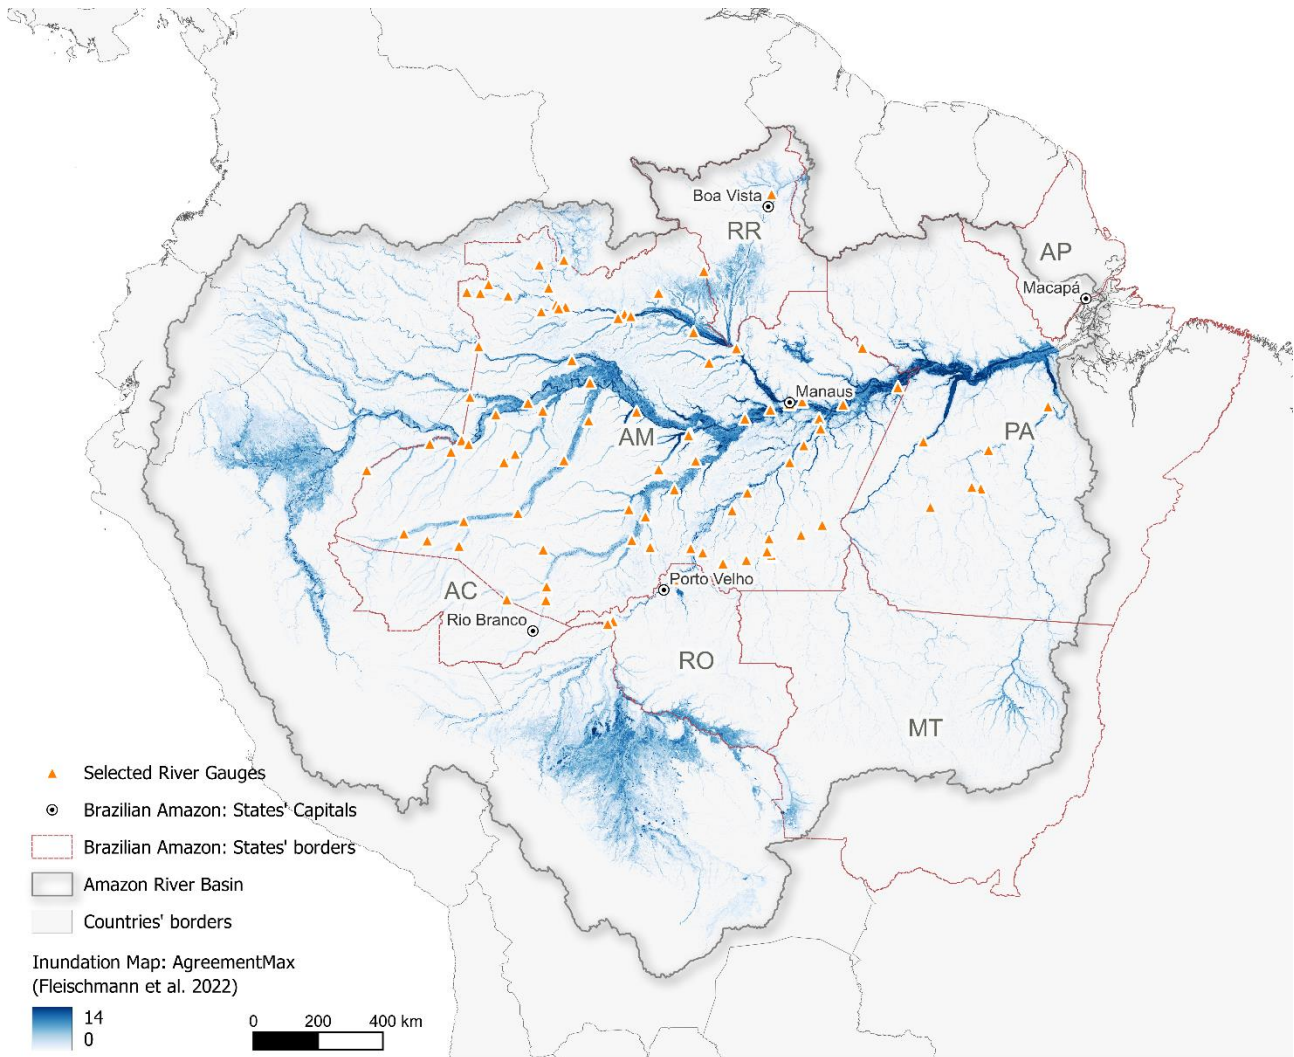 Boa Vista
RR
AP
Macapá
Manaus
AM
PA
Porto Velho
AC
Rio Branco
RO
MT
Selected River Gauges
Brazilian Amazon: States' Capitals
Brazilian Amazon: States' borders
Amazon River Basin
Countries' borders
Inundation Map: AgreementMax
(Fleischmann et al. 2022)
14
0
0 200 400 km